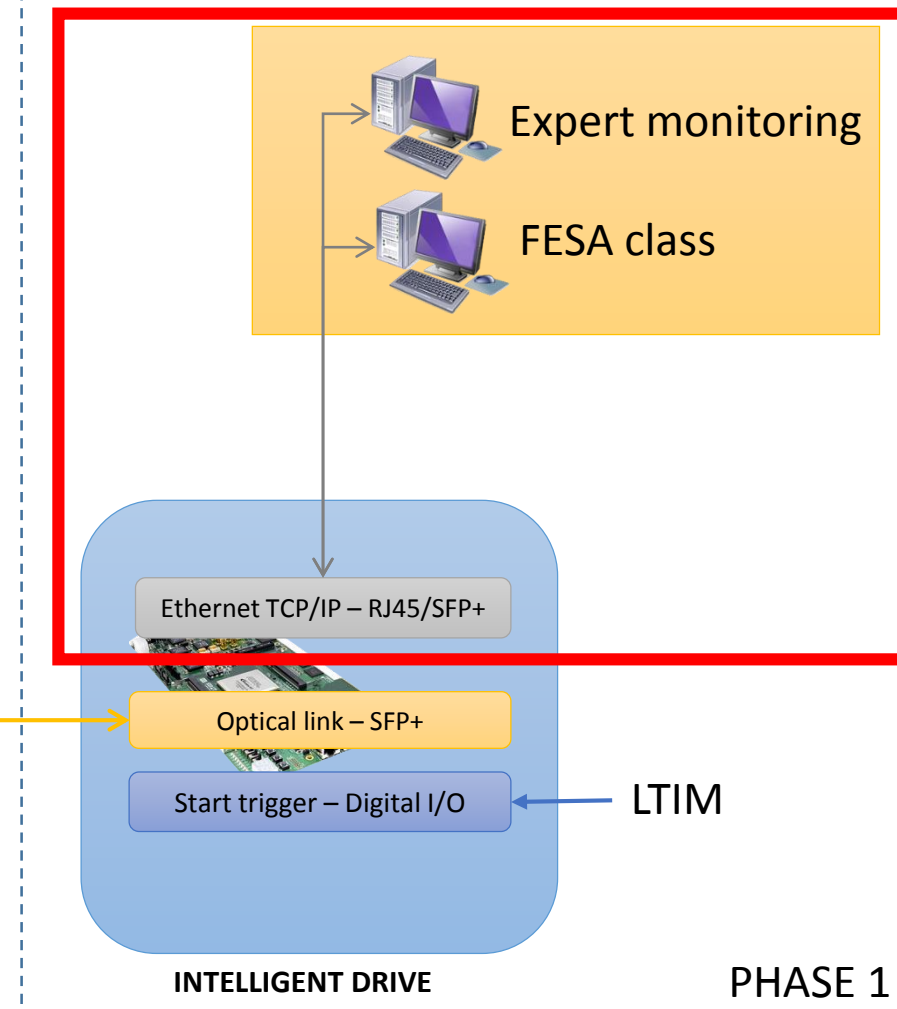 Expert monitoring
FESA class
Ethernet TCP/IP – RJ45/SFP+
Optical link – SFP+
Start trigger – Digital I/O
LTIM
INTELLIGENT DRIVE
PHASE 1